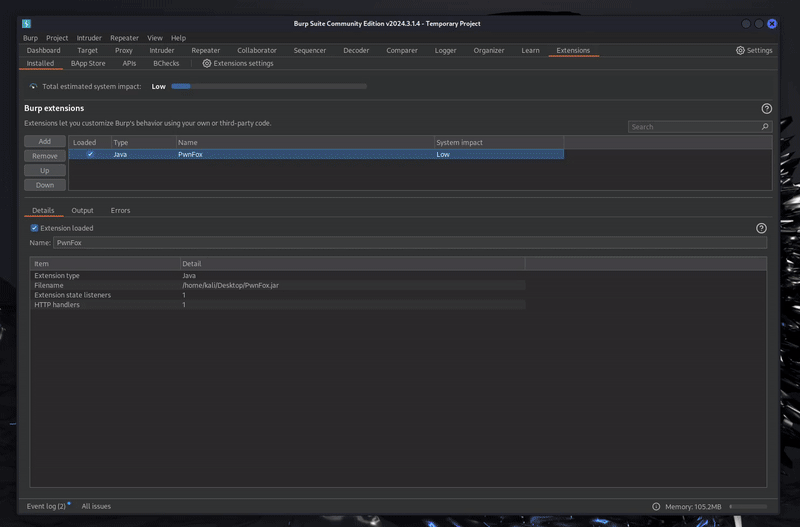 Burp Suite Community Edition v2024.3.1.4 - Temporary Project
Burp Project Intruder Repeater View Help
Dashboard Target Proxy Intruder Repeater Collaborator Sequencer Decoder Comparer Logger Organizer Learn Extensions Settings
Installed BApp Store APIs BChecks Extensions settings
Total estimated system impact: Low
Burp extensions ?
Extensions let you customize Burp's behavior using your own or third-party code.
Search
Add Loaded Type Name System impact
Remove Java PwnFox Low
Up
Down
Details Output Errors
Extension loaded ?
Name: PwnFox
Item Detail
Extension type Java
Filename /home/kali/Desktop/PwnFox.jar
Extension state listeners 1
HTTP handlers 1
Event log (2) All issues Memory: 105.2MB